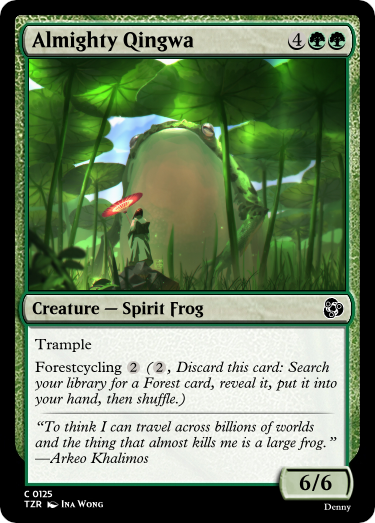 Almighty Qingwa 4
Creature — Spirit Frog
Trample
Forestcycling 2 (2, Discard this card: Search
your library for a Forest card, reveal it, put it into
your hand, then shuffle.)
“To think I can travel across billions of worlds
and the thing that almost kills me is a large frog.”
—Arkeo Khalimos
6/6
C 0125
TZR Ina Wong
Denny